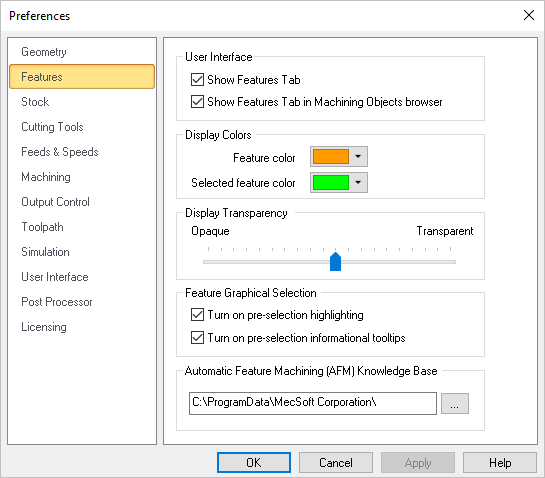 Preferences
Geometry
Features
Stock
Cutting Tools
Feeds & Speeds
Machining
Output Control
Toolpath
Simulation
User Interface
Post Processor
Licensing
User Interface
Show Features Tab
Show Features Tab in Machining Objects browser
Display Colors
Feature color
Selected feature color
Display Transparency
Opaque Transparent
Feature Graphical Selection
Turn on pre-selection highlighting
Turn on pre-selection informational tooltips
Automatic Feature Machining (AFM) Knowledge Base
C:\ProgramData\MecSoft Corporation\ ...
OK Cancel Apply Help